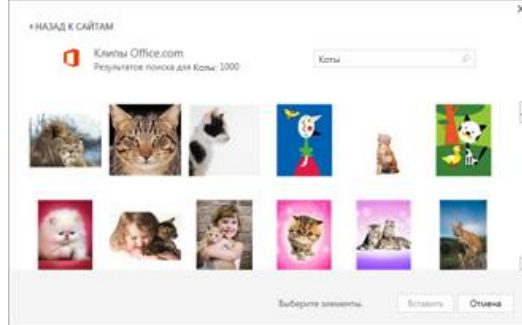 НАЗАД К САЙТАМ
Клипы Office.com
Результатов поиска для Коты: 1000
Коты
Выберите элементы.
Вставить
Отмена